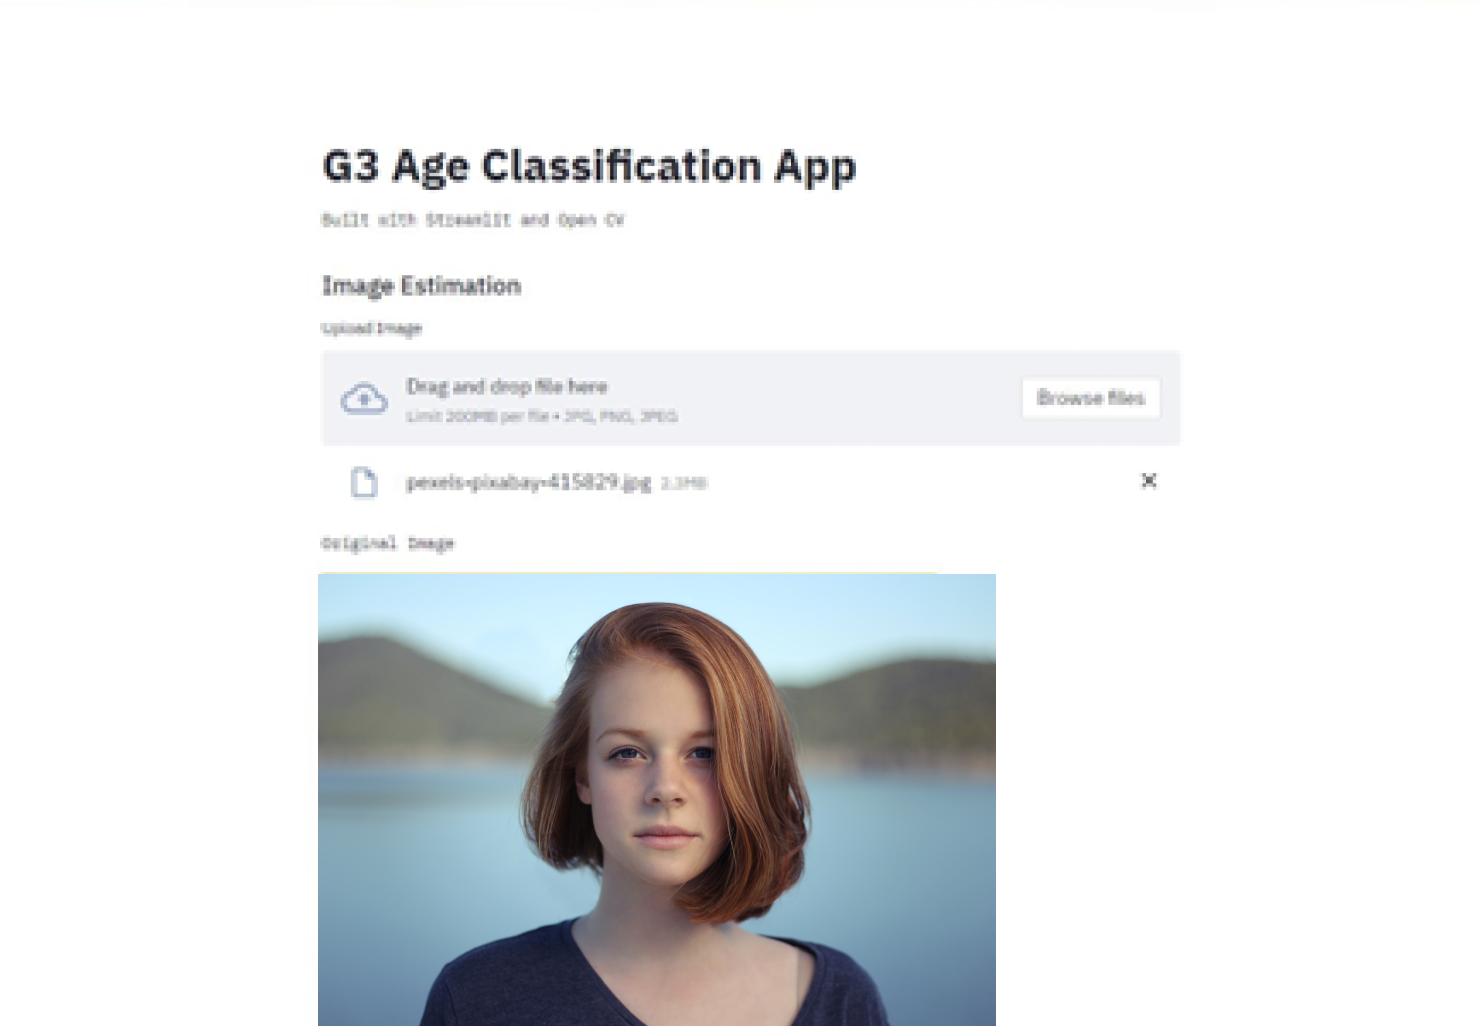 G3 Age Classification App
Built with Streamlit and Open CV
Image Estimation
Upload Image
Drag and drop file here
Limit 200MB per file • JPG, PNG, JPEG
Browse files
pexels-pixabay-415829.jpg 2.3MB
Original Image